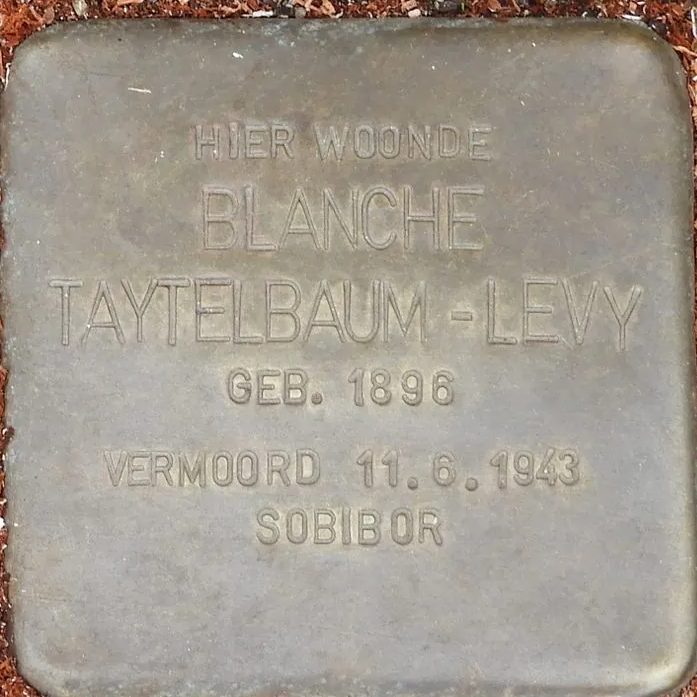 HIER WOONDE
BLANCHE
TAYTELBAUM - LEVY
GEB. 1896
VERMOORD 11.6.1943
SOBIBOR